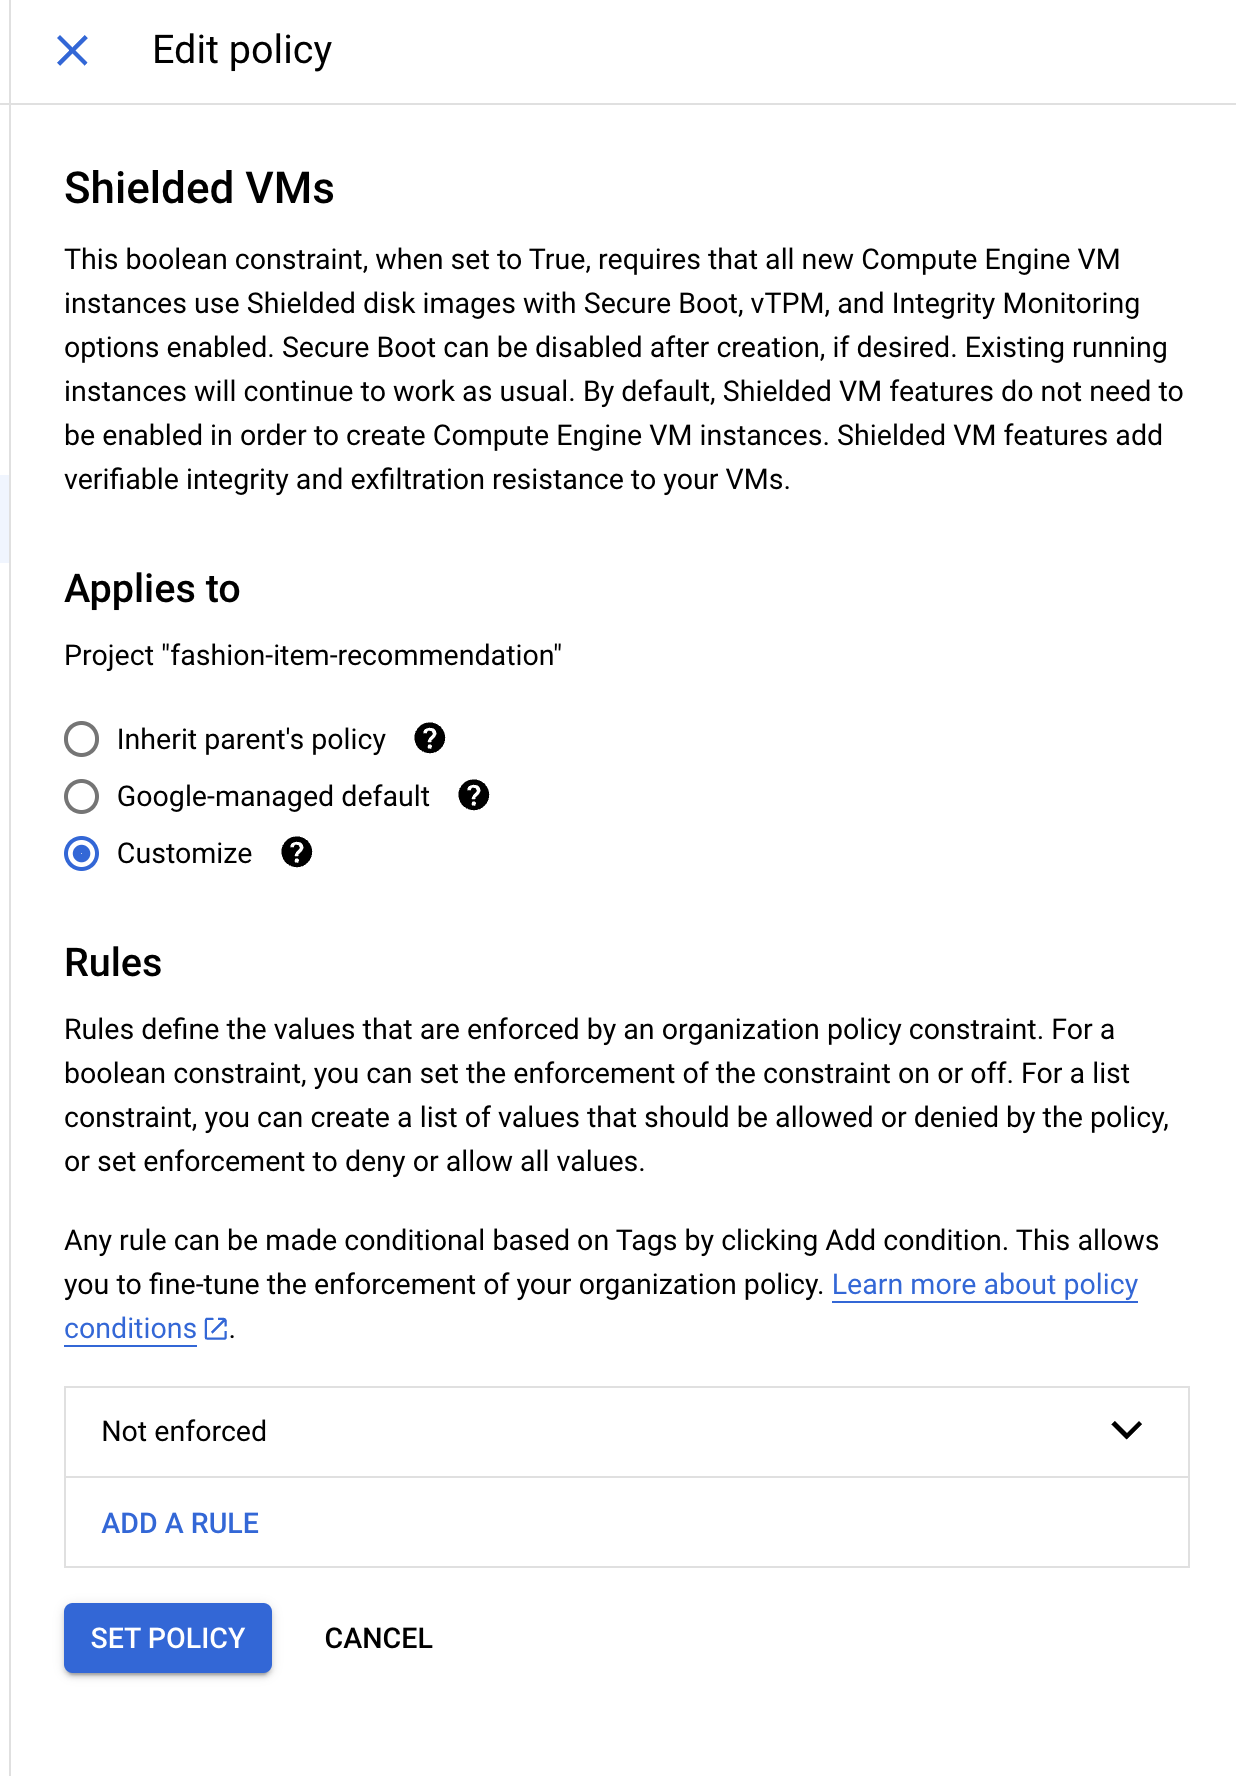 Edit policy
Shielded VMs
This boolean constraint, when set to True, requires that all new Compute Engine VM
instances use Shielded disk images with Secure Boot, vTPM, and Integrity Monitoring
options enabled. Secure Boot can be disabled after creation, if desired. Existing running
instances will continue to work as usual. By default, Shielded VM features do not need to
be enabled in order to create Compute Engine VM instances. Shielded VM features add
verifiable integrity and exfiltration resistance to your VMs.
Applies to
Project "fashion-item-recommendation"
Inherit parent's policy
Google-managed default
Customize
Rules
Rules define the values that are enforced by an organization policy constraint. For a
boolean constraint, you can set the enforcement of the constraint on or off. For a list
constraint, you can create a list of values that should be allowed or denied by the policy,
or set enforcement to deny or allow all values.
Any rule can be made conditional based on Tags by clicking Add condition. This allows
you to fine-tune the enforcement of your organization policy. Learn more about policy
conditions.
Not enforced
ADD A RULE
SET POLICY CANCEL